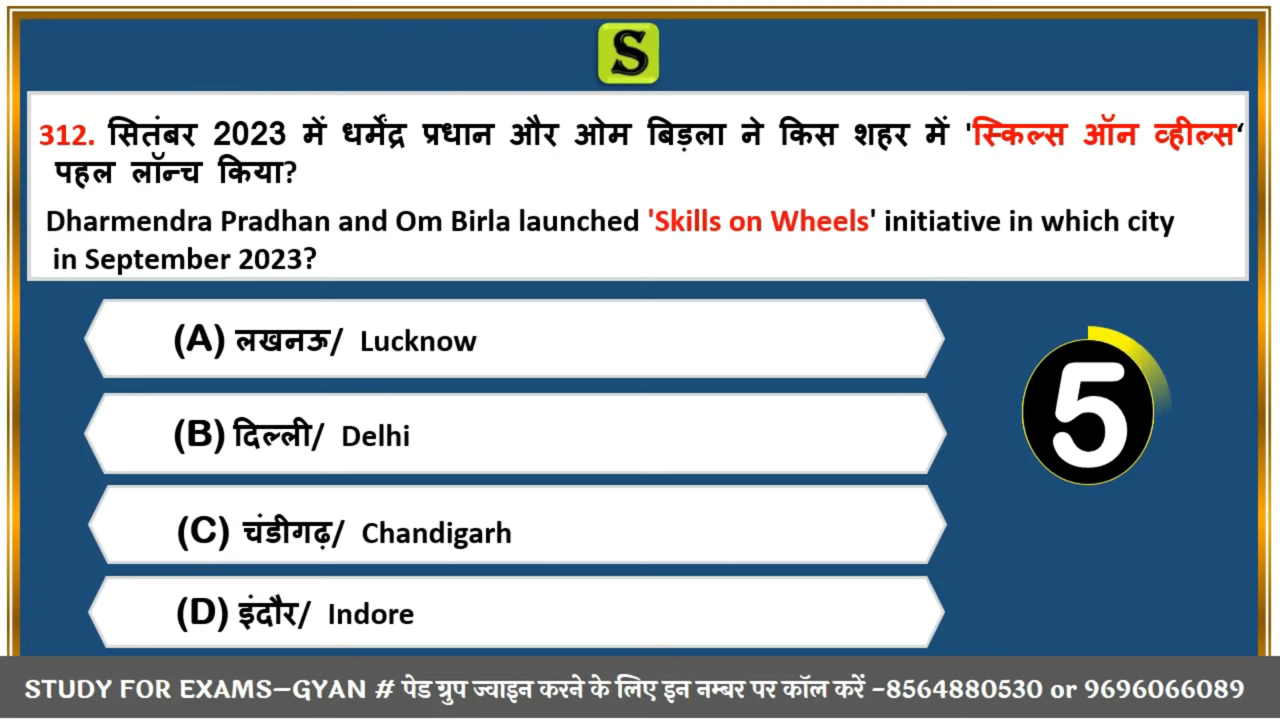 S
312. सितंबर 2023 में धर्मेंद्र प्रधान और ओम बिड़ला ने किस शहर में 'स्किल्स ऑन व्हील्स‘
पहल लॉन्च किया?
Dharmendra Pradhan and Om Birla launched 'Skills on Wheels' initiative in which city
in September 2023?
(A) लखनऊ/ Lucknow
(B) दिल्ली/ Delhi
5
(C) चंडीगढ़/ Chandigarh
(D) इंदौर/ Indore
STUDY FOR EXAMS–GYAN # पेड ग्रुप ज्वाइन करने के लिए इन नम्बर पर कॉल करें –8564880530 or 9696066089